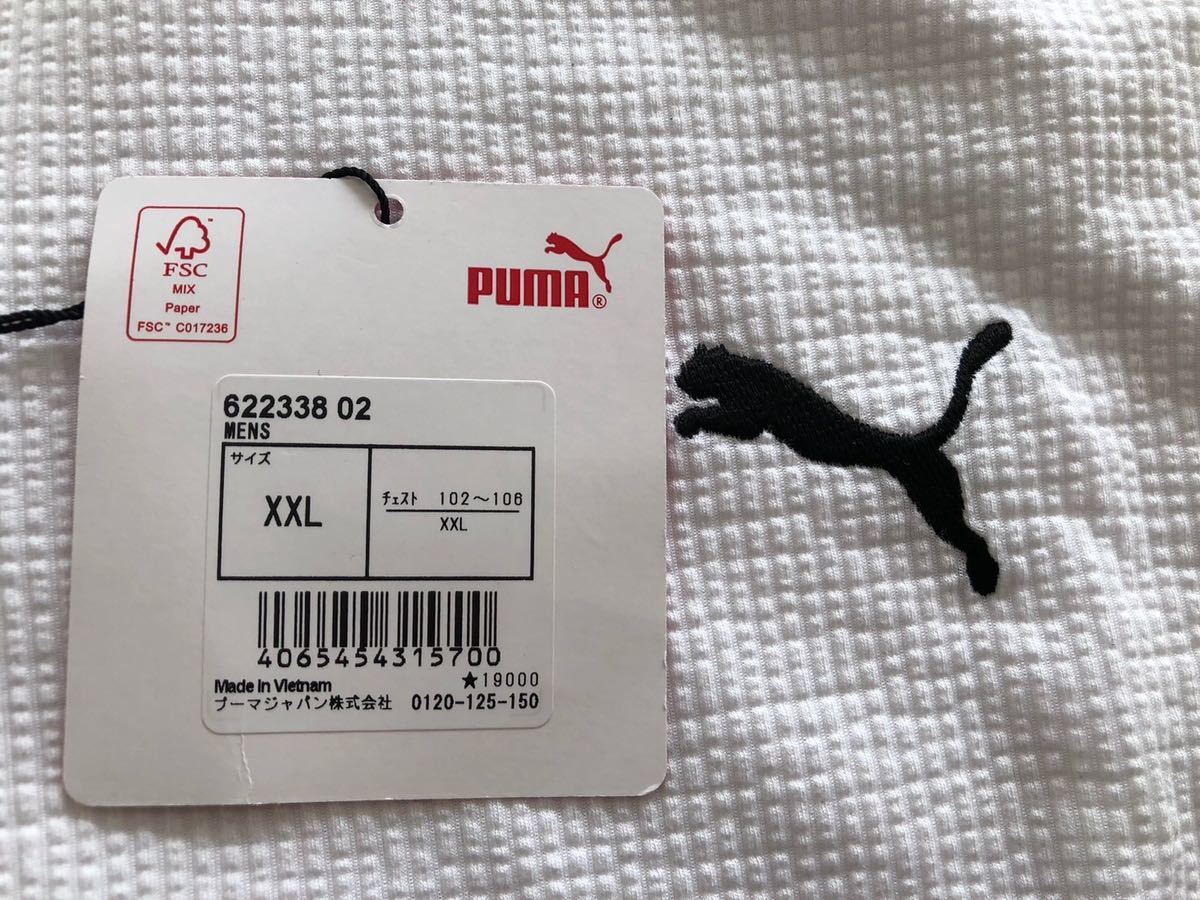 FSC
MIX
Paper
FSC™ C017236
PUMA®
622338 02
MENS
サイズ
XXL
ﾁｪｽﾄ 102～106
XXL
4065454315700
★19000
Made in Vietnam
プーマジャパン株式会社 0120-125-150